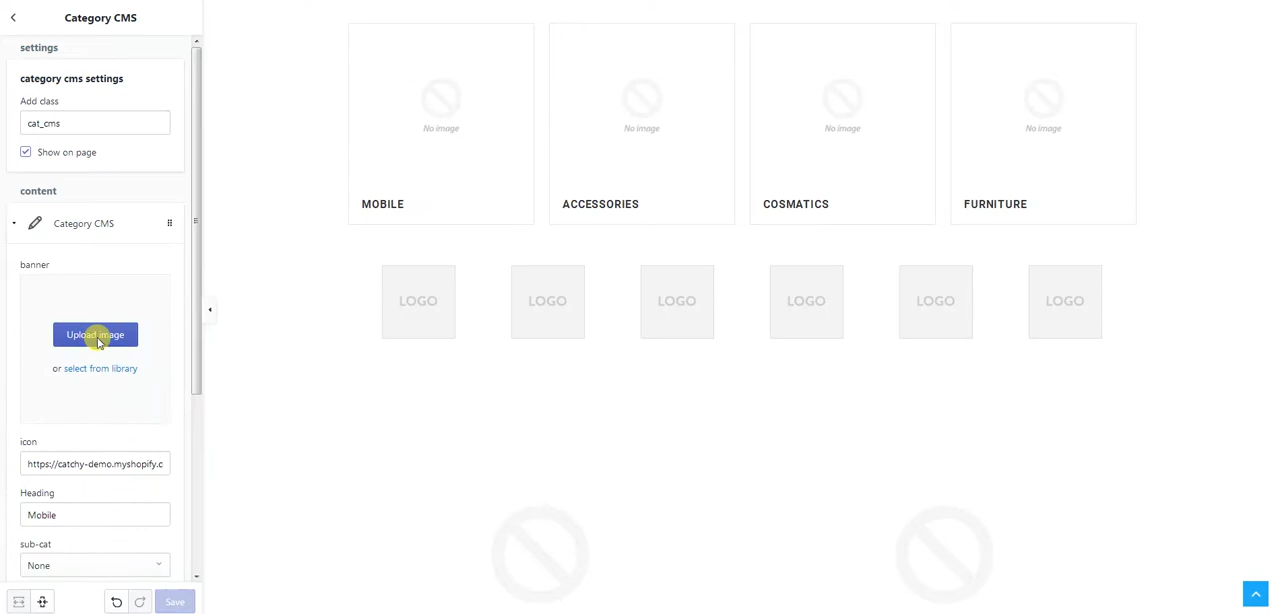 Category CMS
settings
category cms settings
Add class
cat_cms
Show on page
content
Category CMS
banner
Upload image
or select from library
icon
https://catchy-demo.myshopify.c
Heading
Mobile
sub-cat
None
Save
No image No image No image No image
MOBILE ACCESSORIES COSMATICS FURNITURE
LOGO LOGO LOGO LOGO LOGO LOGO